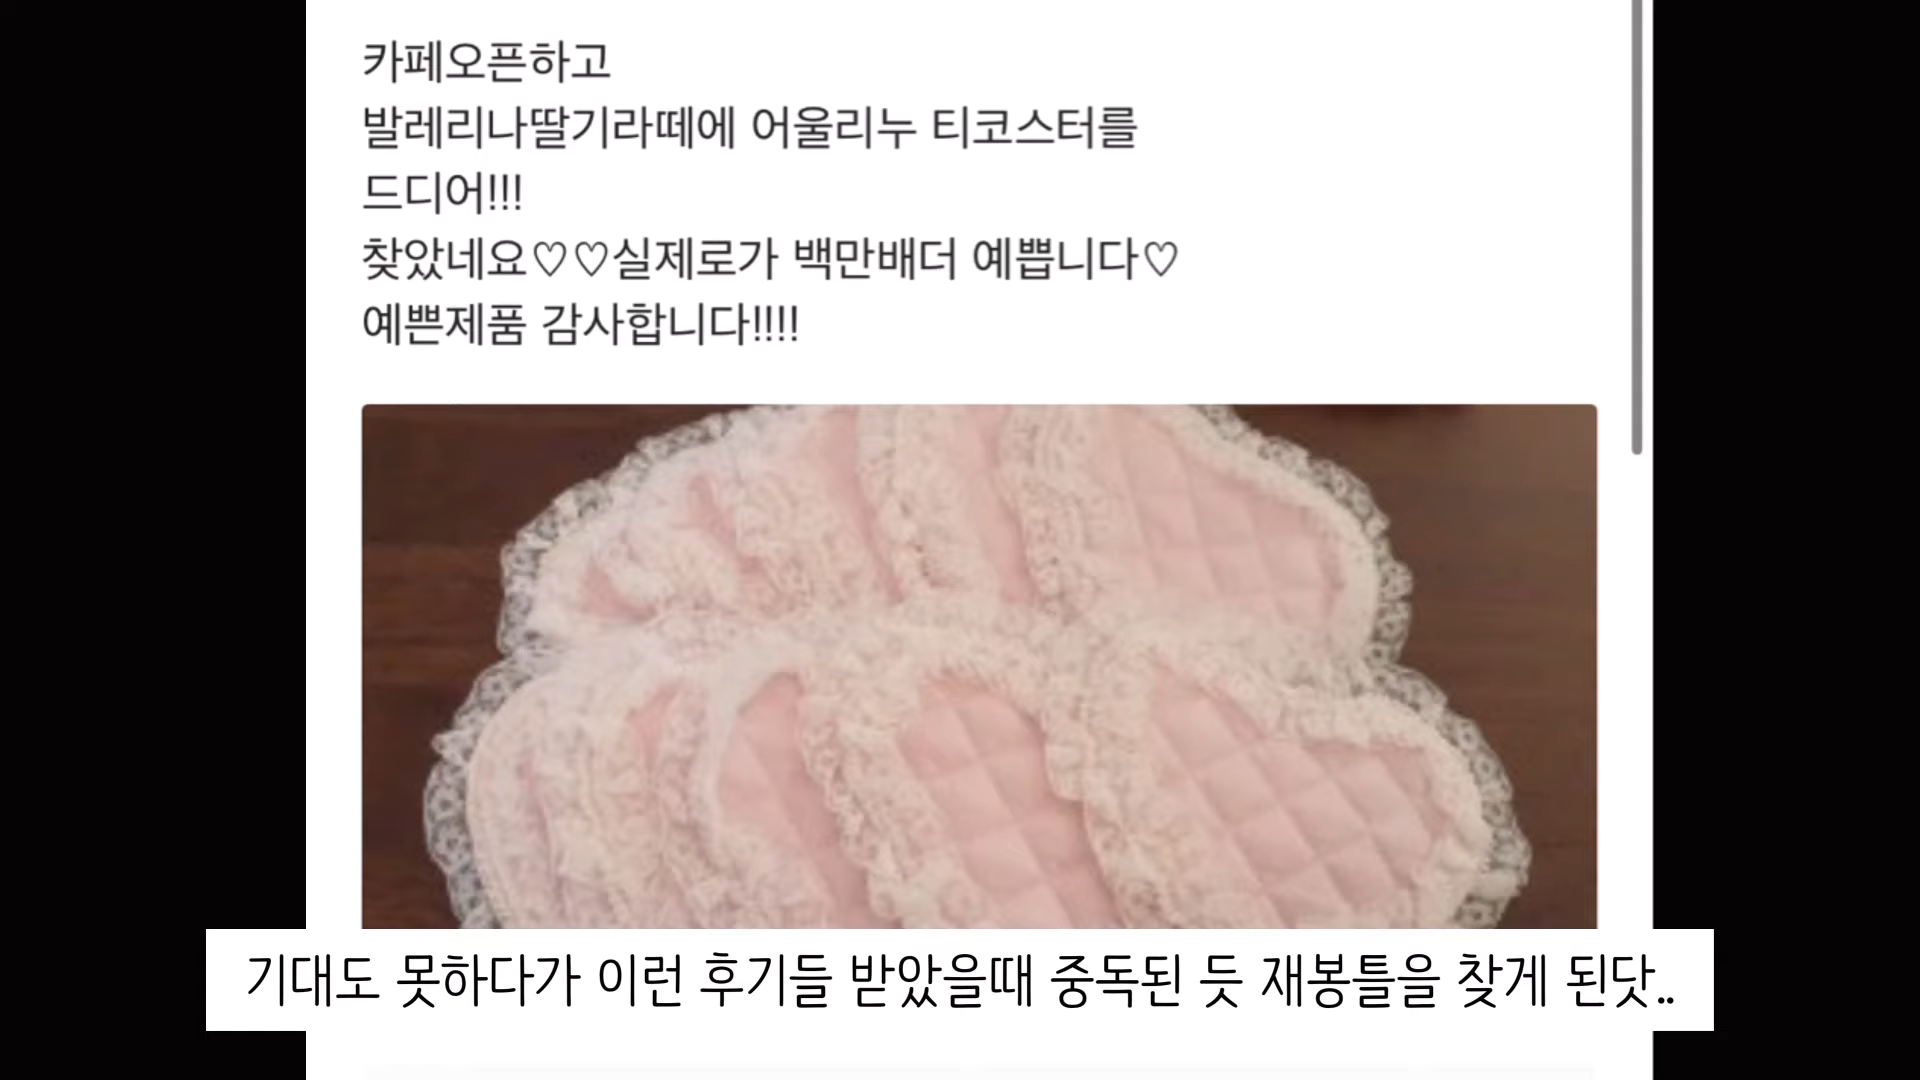 카페오픈하고
발레리나딸기라떼에 어울리누 티코스터를
드디어!!!
찾았네요♡♡실제로가 백만배더 예쁩니다♡
예쁜제품 감사합니다!!!!
기대도 못하다가 이런 후기들 받았을때 중독된 듯 재봉틀을 찾게 된닷..